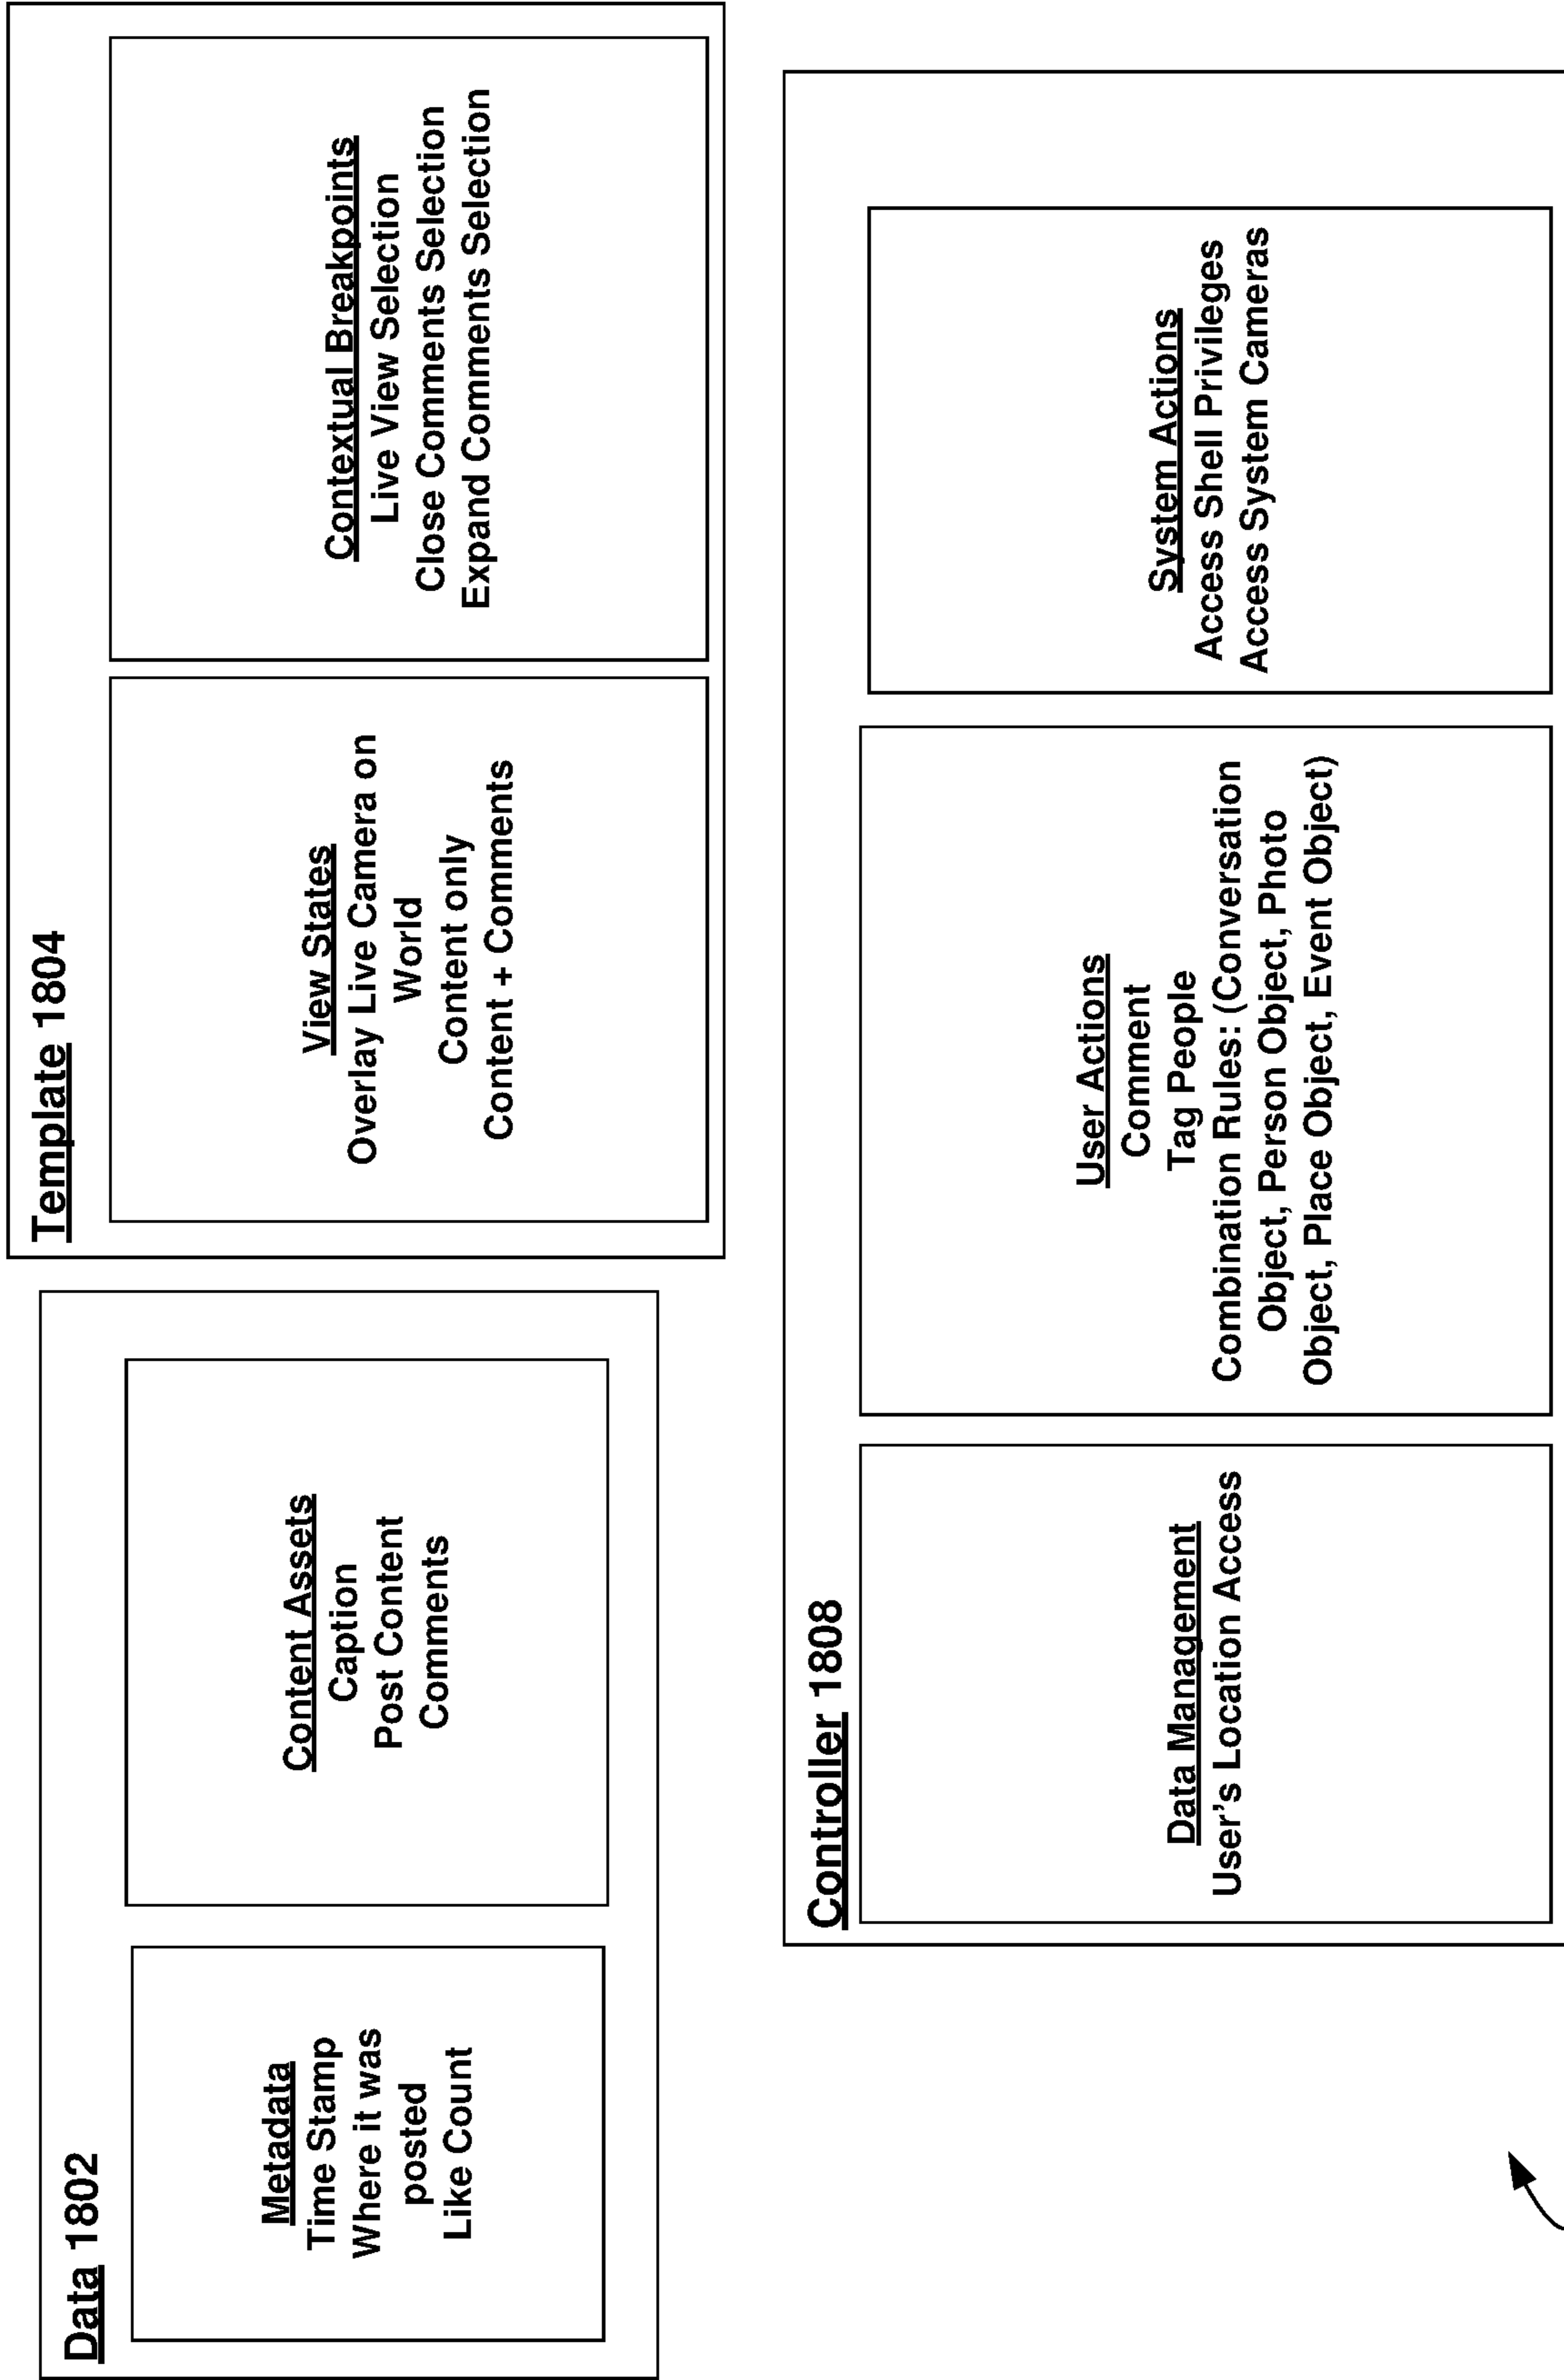 Data 1802
Metadata
Time Stamp
Where it was
posted
Like Count
Content Assets
Caption
Post Content
Comments
Template 1804
View States
Overlay Live Camera on
World
Content only
Content + Comments
Contextual Breakpoints
Live View Selection
Close Comments Selection
Expand Comments Selection
Controller 1808
Data Management
User's Location Access
User Actions
Comment
Tag People
Combination Rules: (Conversation
Object, Person Object, Photo
Object, Place Object, Event Object)
System Actions
Access Shell Privileges
Access System Cameras